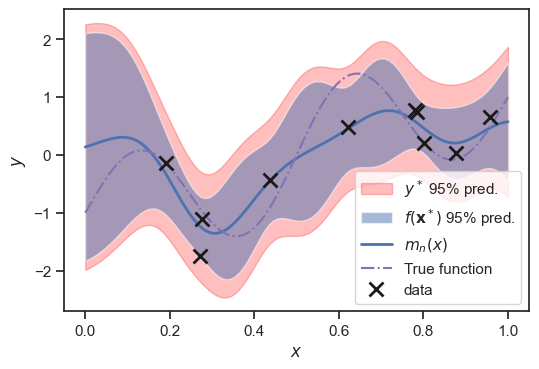 2
1
0
−1
−2
y
0.0 0.2 0.4 0.6 0.8 1.0
x
y* 95% pred.
f(x*) 95% pred.
mₙ(x)
True function
data